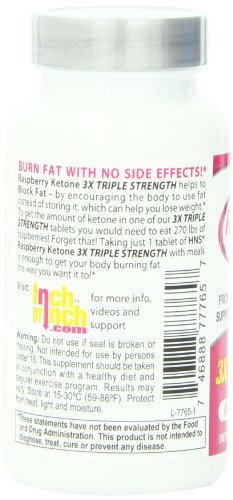 BURN FAT WITH NO SIDE EFFECTS!*
Raspberry Ketone 3X TRIPLE STRENGTH helps to
Block Fat - by encouraging the body to use fat
instead of storing it, which can help you lose weight.*
To get the amount of ketone in one of our 3X TRIPLE
STRENGTH tablets you would need to eat 270 lbs of
raspberries! Forget that! Taking just 1 tablet of HNS®
Raspberry Ketone 3X TRIPLE STRENGTH with meals
it enough to get your body burning fat
the way you want it to!*
Visit:
Inch
BY
Inch™
.com
for more info,
videos and
support
Warning: Do not use if seal is broken or
missing. Not intended for use by persons
under 18. This supplement should be taken
in conjunction with a healthy diet and
regular exercise program. Results may
vary. Store at 15-30°C (59-86°F). Protect
from heat, light and moisture.
L-7765-1
*These statements have not been evaluated by the Food
and Drug Administration. This product is not intended to
diagnose, treat, cure or prevent any disease.
7 46888 77765 7
3X